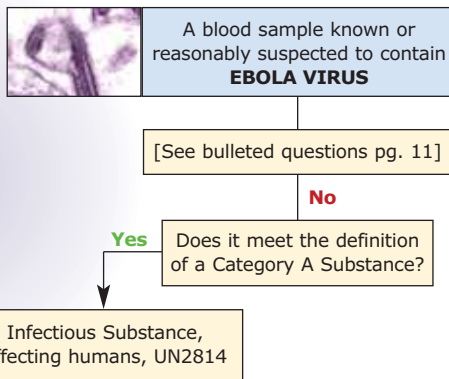 A blood sample known or
reasonably suspected to contain
EBOLA VIRUS
[See bulleted questions pg. 11]
No
Yes
Does it meet the definition
of a Category A Substance?
Infectious Substance,
ffecting humans, UN2814